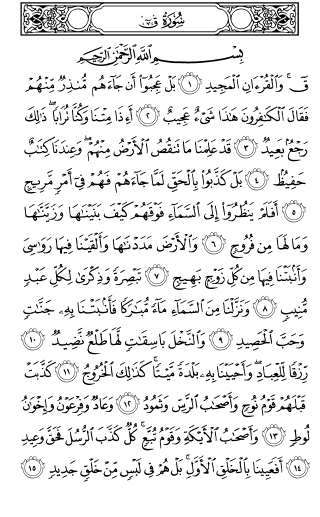 سُورَةُ ق
بِسْمِ ٱللَّهِ ٱلرَّحْمَٰنِ ٱلرَّحِيمِ
قٓ ۚ وَٱلْقُرْءَانِ ٱلْمَجِيدِ ١ بَلْ عَجِبُوٓا۟ أَن جَآءَهُم مُّنذِرٌ مِّنْهُمْ
فَقَالَ ٱلْكَٰفِرُونَ هَٰذَا شَىْءٌ عَجِيبٌ ٢ أَءِذَا مِتْنَا وَكُنَّا تُرَابًا ۖ ذَٰلِكَ
رَجْعٌۢ بَعِيدٌ ٣ قَدْ عَلِمْنَا مَا تَنقُصُ ٱلْأَرْضُ مِنْهُمْ ۖ وَعِندَنَا كِتَٰبٌ
حَفِيظٌۢ ٤ بَلْ كَذَّبُوا۟ بِٱلْحَقِّ لَمَّا جَآءَهُمْ فَهُمْ فِىٓ أَمْرٍ مَّرِيجٍ
٥ أَفَلَمْ يَنظُرُوٓا۟ إِلَى ٱلسَّمَآءِ فَوْقَهُمْ كَيْفَ بَنَيْنَٰهَا وَزَيَّنَّٰهَا
وَمَا لَهَا مِن فُرُوجٍ ٦ وَٱلْأَرْضَ مَدَدْنَٰهَا وَأَلْقَيْنَا فِيهَا رَوَٰسِىَ
وَأَنۢبَتْنَا فِيهَا مِن كُلِّ زَوْجٍۭ بَهِيجٍ ٧ تَبْصِرَةً وَذِكْرَىٰ لِكُلِّ عَبْدٍ
مُّنِيبٍ ٨ وَنَزَّلْنَا مِنَ ٱلسَّمَآءِ مَآءً مُّبَٰرَكًا فَأَنۢبَتْنَا بِهِۦ جَنَّٰتٍ
وَحَبَّ ٱلْحَصِيدِ ٩ وَٱلنَّخْلَ بَاسِقَٰتٍ لَّهَا طَلْعٌ نَّضِيدٌ ١٠
رِّزْقًا لِّلْعِبَادِ ۖ وَأَحْيَيْنَا بِهِۦ بَلْدَةً مَّيْتًا ۚ كَذَٰلِكَ ٱلْخُرُوجُ ١١ كَذَّبَتْ
قَبْلَهُمْ قَوْمُ نُوحٍ وَأَصْحَٰبُ ٱلرَّسِّ وَثَمُودُ ١٢ وَعَادٌ وَفِرْعَوْنُ وَإِخْوَٰنُ
لُوطٍ ١٣ وَأَصْحَٰبُ ٱلْأَيْكَةِ وَقَوْمُ تُبَّعٍ ۚ كُلٌّ كَذَّبَ ٱلرُّسُلَ فَحَقَّ وَعِيدِ
١٤ أَفَعَيِينَا بِٱلْخَلْقِ ٱلْأَوَّلِ ۚ بَلْ هُمْ فِى لَبْسٍ مِّنْ خَلْقٍ جَدِيدٍ ١٥